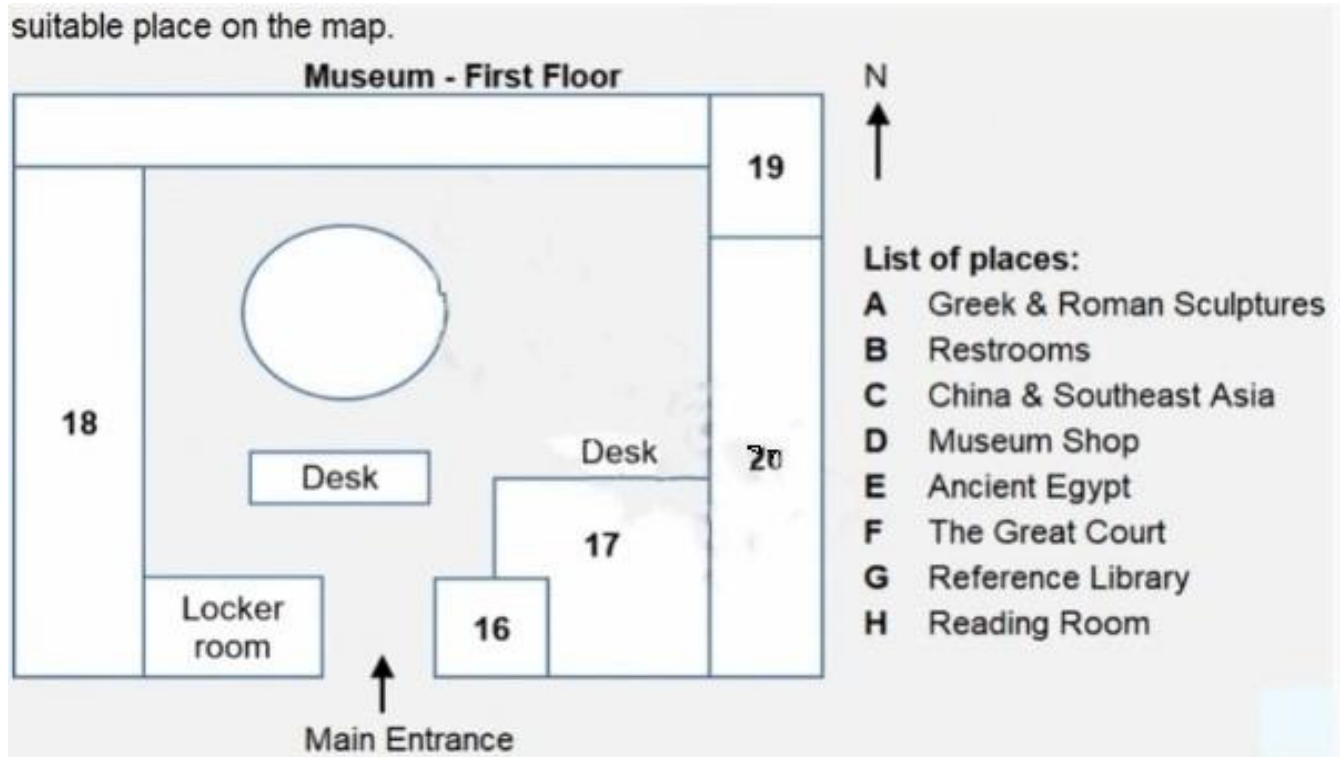 suitable place on the map.
Museum - First Floor
N
19
18
Desk
Desk
20
17
Locker
room
16
Main Entrance
List of places:
A Greek & Roman Sculptures
B Restrooms
C China & Southeast Asia
D Museum Shop
E Ancient Egypt
F The Great Court
G Reference Library
H Reading Room